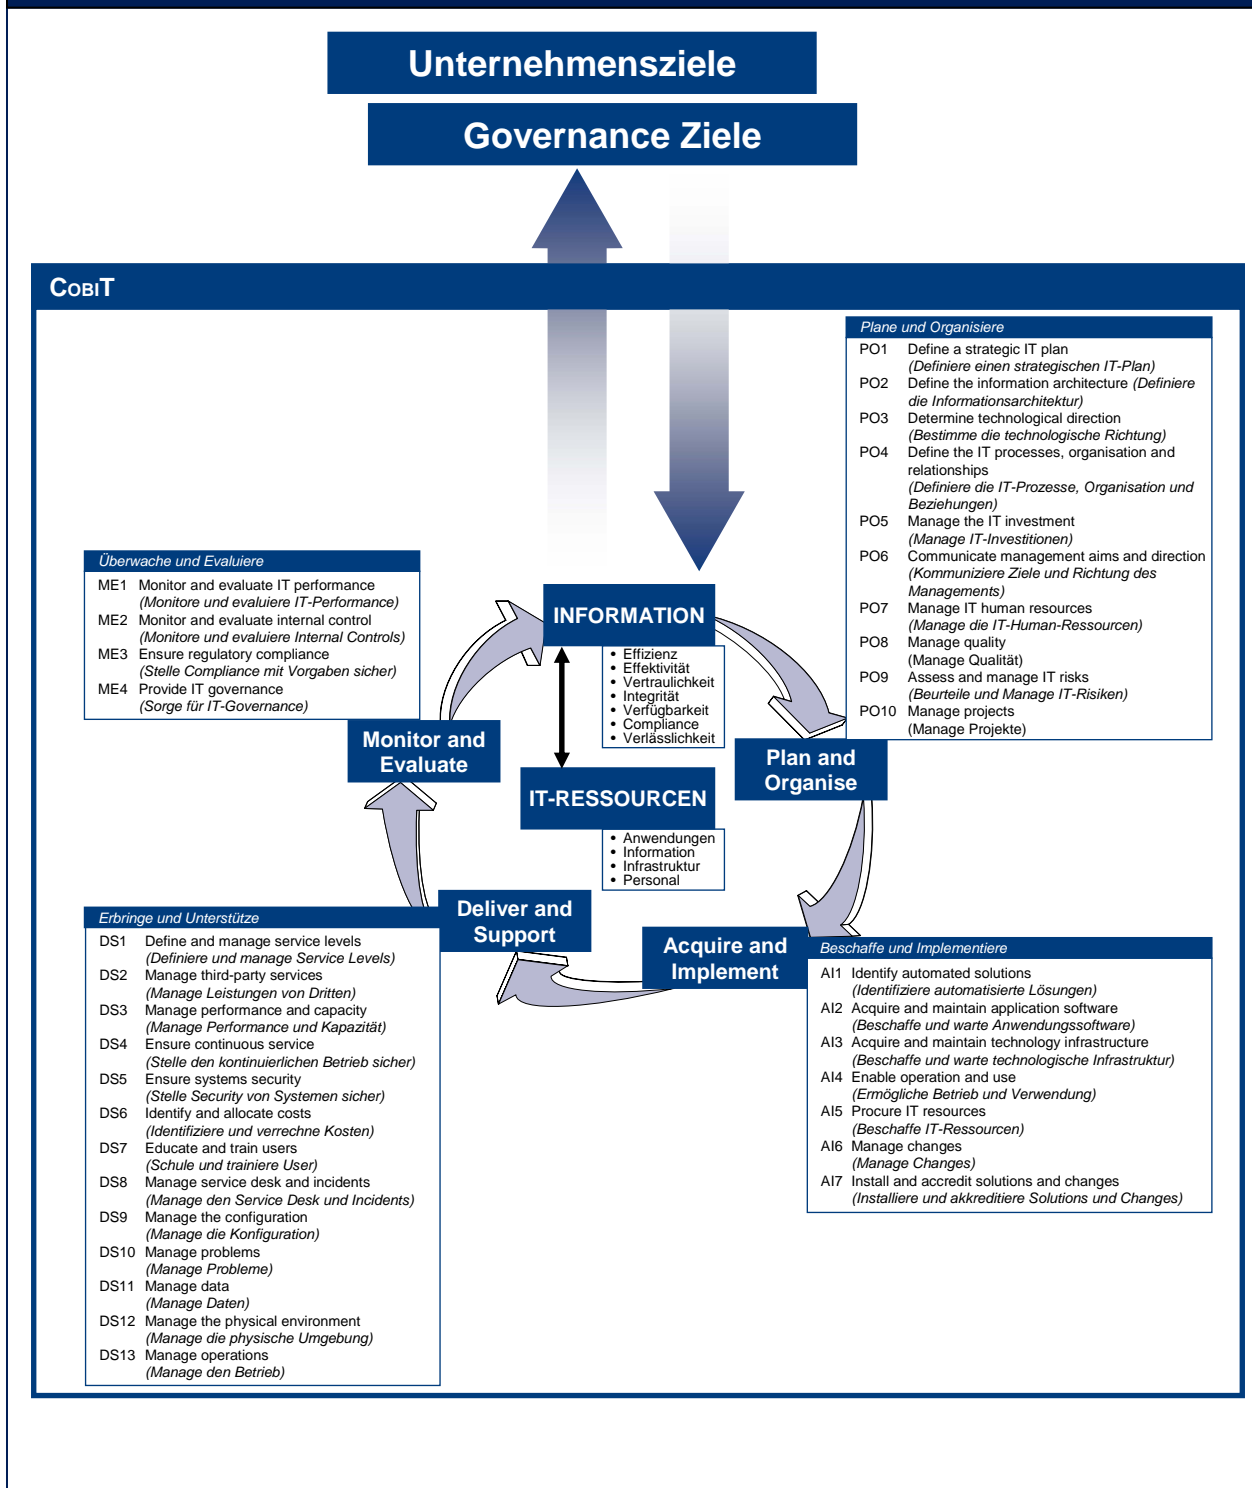 Unternehmensziele
Governance Ziele
COBIT
Plane und Organisiere
PO1 Define a strategic IT plan
(Definiere einen strategischen IT-Plan)
PO2 Define the information architecture (Definiere
die Informationsarchitektur)
PO3 Determine technological direction
(Bestimme die technologische Richtung)
PO4 Define the IT processes, organisation and
relationships
(Definiere die IT-Prozesse, Organisation und
Beziehungen)
PO5 Manage the IT investment
(Manage IT-Investitionen)
PO6 Communicate management aims and direction
(Kommuniziere Ziele und Richtung des
Managements)
PO7 Manage IT human resources
(Manage die IT-Human-Ressourcen)
PO8 Manage quality
(Manage Qualität)
PO9 Assess and manage IT risks
(Beurteile und Manage IT-Risiken)
PO10 Manage projects
(Manage Projekte)
Überwache und Evaluiere
ME1 Monitor and evaluate IT performance
(Monitore und evaluiere IT-Performance)
ME2 Monitor and evaluate internal control
(Monitore und evaluiere Internal Controls)
ME3 Ensure regulatory compliance
(Stelle Compliance mit Vorgaben sicher)
ME4 Provide IT governance
(Sorge für IT-Governance)
INFORMATION
• Effizienz
• Effektivität
• Vertraulichkeit
• Integrität
• Verfügbarkeit
• Compliance
• Verlässlichkeit
Monitor and
Evaluate
Plan and
Organise
IT-RESSOURCEN
• Anwendungen
• Information
• Infrastruktur
• Personal
Deliver and
Support
Acquire and
Implement
Erbringe und Unterstütze
DS1 Define and manage service levels
(Definiere und manage Service Levels)
DS2 Manage third-party services
(Manage Leistungen von Dritten)
DS3 Manage performance and capacity
(Manage Performance und Kapazität)
DS4 Ensure continuous service
(Stelle den kontinuierlichen Betrieb sicher)
DS5 Ensure systems security
(Stelle Security von Systemen sicher)
DS6 Identify and allocate costs
(Identifiziere und verrechne Kosten)
DS7 Educate and train users
(Schule und trainiere User)
DS8 Manage service desk and incidents
(Manage den Service Desk und Incidents)
DS9 Manage the configuration
(Manage die Konfiguration)
DS10 Manage problems
(Manage Probleme)
DS11 Manage data
(Manage Daten)
DS12 Manage the physical environment
(Manage die physische Umgebung)
DS13 Manage operations
(Manage den Betrieb)
Beschaffe und Implementiere
AI1 Identify automated solutions
(Identifiziere automatisierte Lösungen)
AI2 Acquire and maintain application software
(Beschaffe und warte Anwendungssoftware)
AI3 Acquire and maintain technology infrastructure
(Beschaffe und warte technologische Infrastruktur)
AI4 Enable operation and use
(Ermögliche Betrieb und Verwendung)
AI5 Procure IT resources
(Beschaffe IT-Ressourcen)
AI6 Manage changes
(Manage Changes)
AI7 Install and accredit solutions and changes
(Installiere und akkreditiere Solutions und Changes)